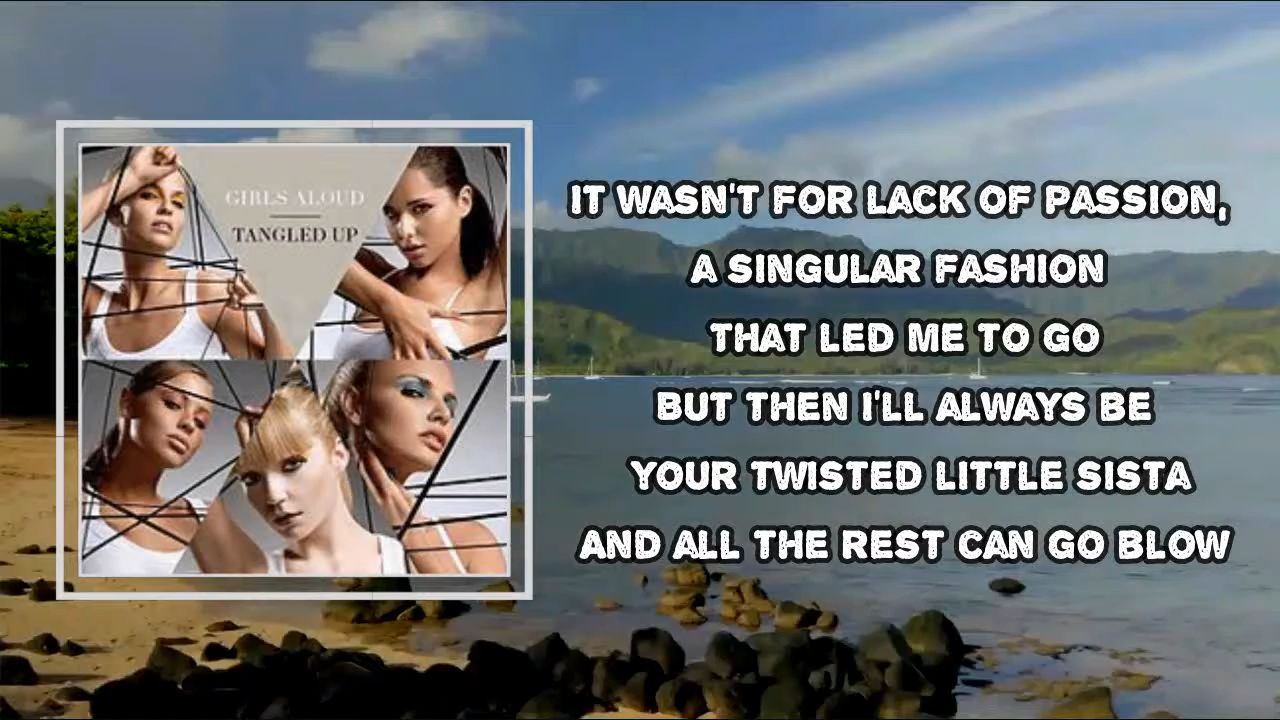 GIRLS ALOUD
TANGLED UP
IT WASN'T FOR LACK OF PASSION,
A SINGULAR FASHION
THAT LED ME TO GO
BUT THEN I'LL ALWAYS BE
YOUR TWISTED LITTLE SISTA
AND ALL THE REST CAN GO BLOW